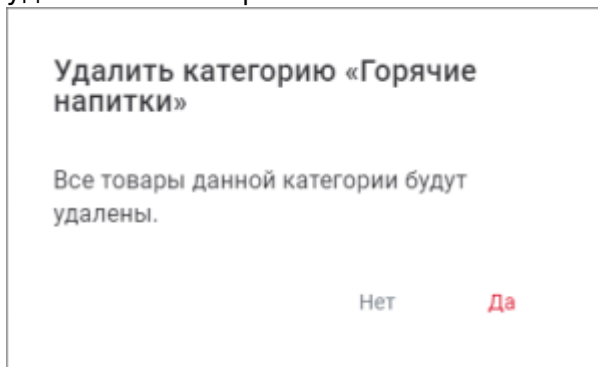 Удалить категорию «Горячие
напитки»
Все товары данной категории будут
удалены.
Нет Да